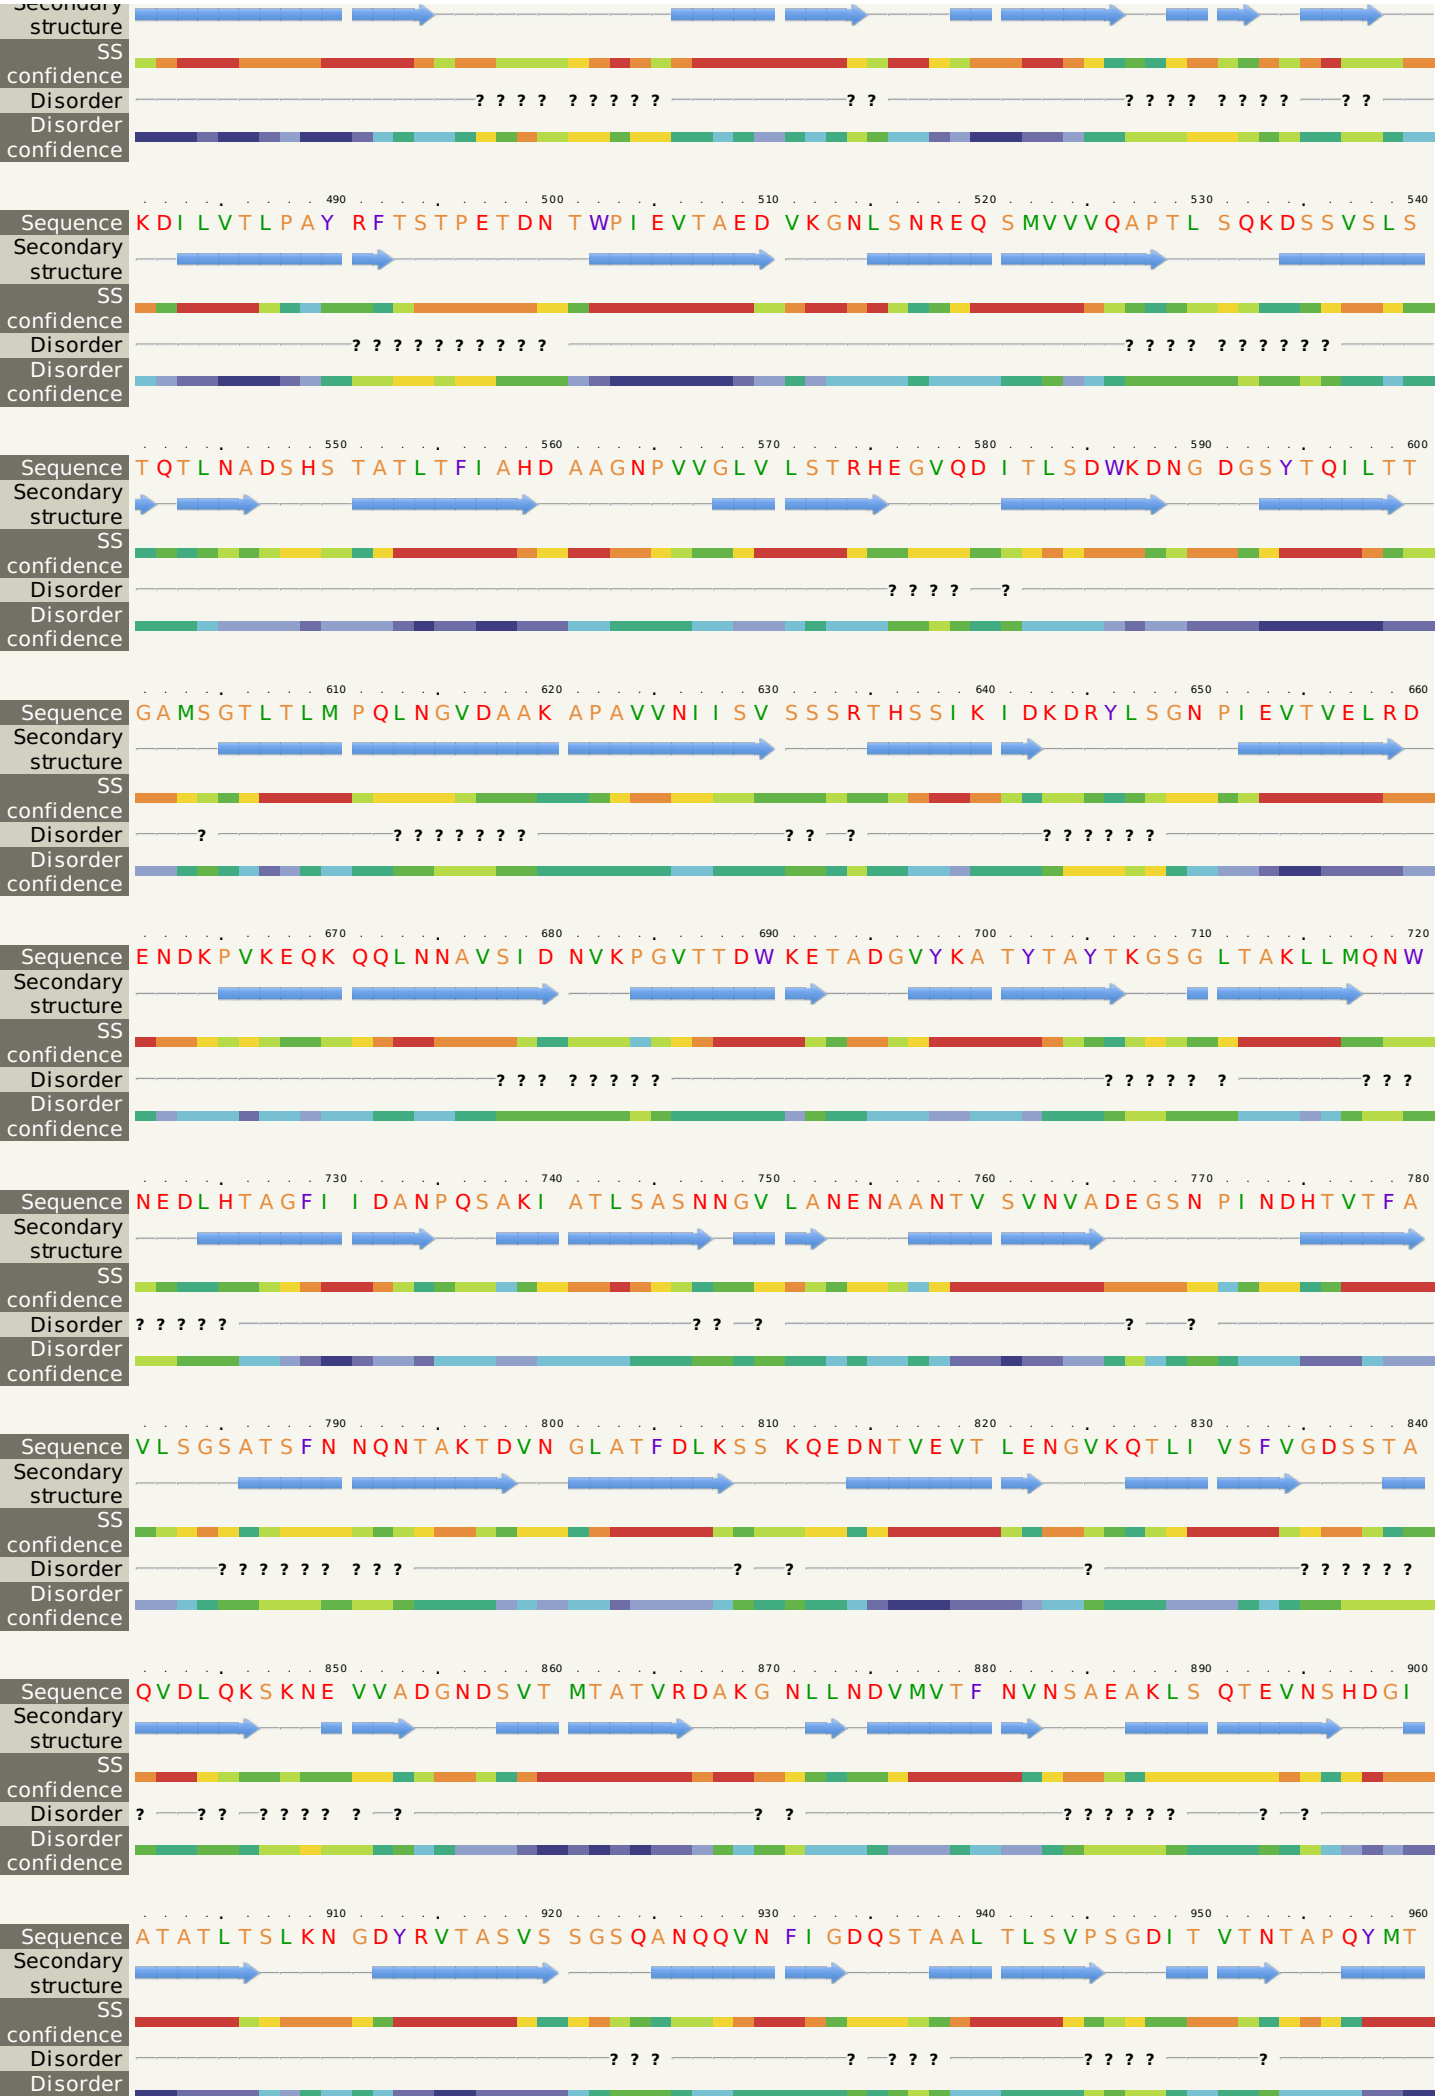 Secondary
structure
SS
confidence
Disorder ? ? ? ? ? ? ? ? ? ? ? ? ? ? ? ? ? ? ? ? ?
Disorder
confidence
490 500 510 520 530 540
Sequence KDILVTLPAY RFTSTPETDN TWPIEVTAED VKGNLSNREQ SMVVVQAPTL SQKDSSVSLS
Secondary
structure
SS
confidence
Disorder ? ? ? ? ? ? ? ? ? ? ? ? ? ? ? ? ? ? ? ?
Disorder
confidence
550 560 570 580 590 600
Sequence TQTLNADSHS TATLTFIAHD AAGNPVVGLV LSTRHEGVQD ITLSDWKDNG DGSYTQILTT
Secondary
structure
SS
confidence
Disorder ? ? ? ? ?
Disorder
confidence
610 620 630 640 650 660
Sequence GAMSGTLTLM PQLNGVDAAK APAVVNIISV SSSRTHSSIK IDKDRYLSGN PIEVTVELRD
Secondary
structure
SS
confidence
Disorder ? ? ? ? ? ? ? ? ? ? ? ? ? ? ? ? ?
Disorder
confidence
670 680 690 700 710 720
Sequence ENDKPVKEQK QQLNNAVSID NVKPGVTTDW KETADGVYKA TYTAYTKGSG LTAKLLMQNW
Secondary
structure
SS
confidence
Disorder ? ? ? ? ? ? ? ? ? ? ? ? ? ? ? ? ?
Disorder
confidence
730 740 750 760 770 780
Sequence NEDLHTAGFI IDANPQSAKI ATLSASNNGV LANENAANTV SVNVADEGSN PINDHTVTFA
Secondary
structure
SS
confidence
Disorder ? ? ? ? ? ? ? ? ? ?
Disorder
confidence
790 800 810 820 830 840
Sequence VLSGSATSFN NQNTAKTDVN GLATFDLKSS KQEDNTVEVT LENGVKQTLI VSFVGDSSTA
Secondary
structure
SS
confidence
Disorder ? ? ? ? ? ? ? ? ? ? ? ? ? ? ? ? ? ?
Disorder
confidence
850 860 870 880 890 900
Sequence QVDLQKSKNE VVADGNDSVT MTATVRDAKG NLLNDVMVTF NVNSAEAKLS QTEVNSHDGI
Secondary
structure
SS
confidence
Disorder ? ? ? ? ? ? ? ? ? ? ? ? ? ? ? ? ? ? ?
Disorder
confidence
910 920 930 940 950 960
Sequence ATATLTSLKN GDYRVTASVS SGSQANQQVN FIGDQSTAAL TLSVPSGDIT VTNTAPQYMT
Secondary
structure
SS
confidence
Disorder ? ? ? ? ? ? ? ? ? ? ? ?
Disorder